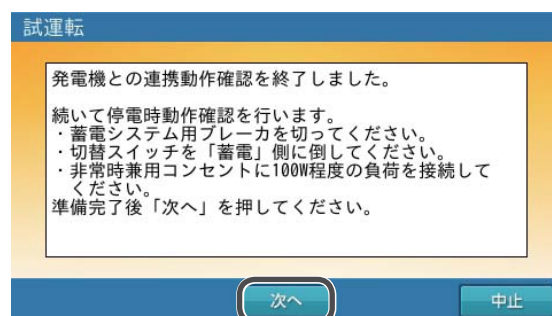 試運転
発電機との連携動作確認を終了しました。
続いて停電時動作確認を行います。
・蓄電システム用ブレーカを切ってください。
・切替スイッチを「蓄電」側に倒してください。
・非常時兼用コンセントに100W程度の負荷を接続して
ください。
準備完了後「次へ」を押してください。
次へ
中止